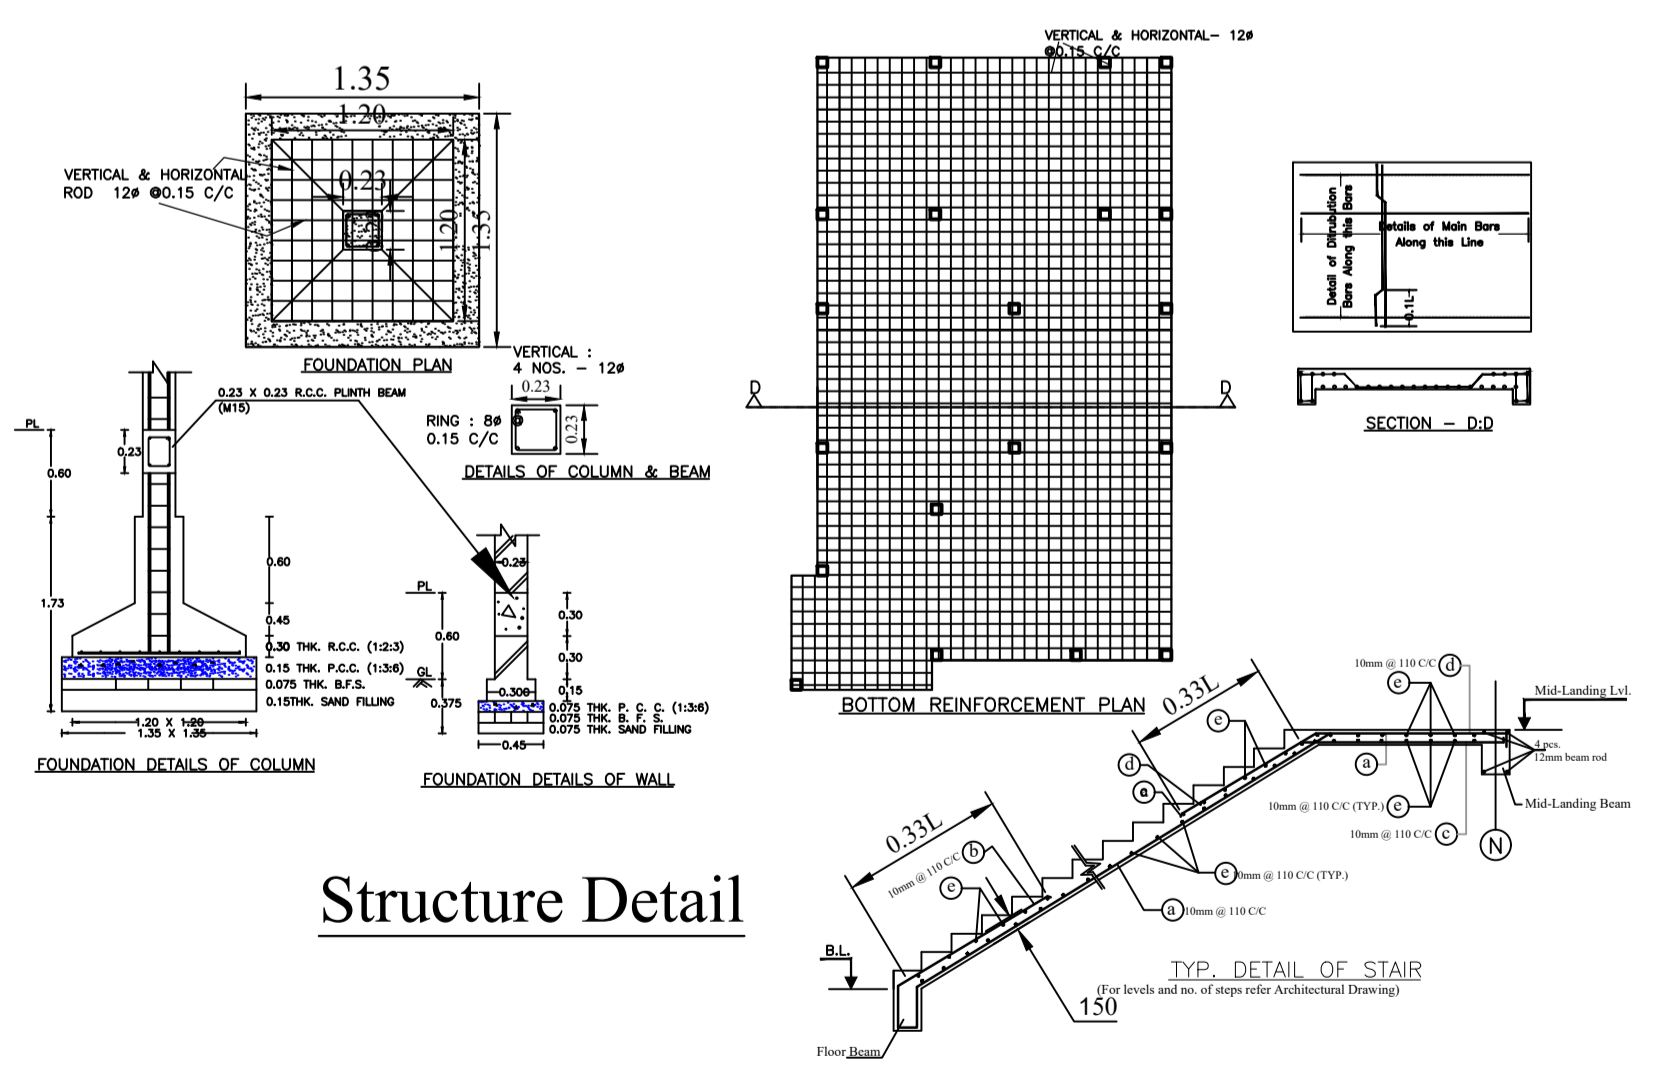 1.35
1.20
VERTICAL & HORIZONTAL
ROD 12ø @0.15 C/C
0.23
1.20
1.35
FOUNDATION PLAN
VERTICAL :
4 NOS. - 12ø
0.23
RING : 8ø
0.15 C/C
0.23
DETAILS OF COLUMN & BEAM
0.23 X 0.23 R.C.C. PLINTH BEAM
(M15)
PL
0.23
0.60
1.73
0.60
0.45
0.30 THK. R.C.C. (1:2:3)
0.15 THK. P.C.C. (1:3:6)
0.075 THK. B.F.S.
0.15THK. SAND FILLING
1.20 X 1.20
1.35 X 1.35
FOUNDATION DETAILS OF COLUMN
0.23
PL
0.30
0.60
0.30
GL
0.300
0.15
0.375
0.075 THK. P. C. C. (1:3:6)
0.075 THK. B. F. S.
0.075 THK. SAND FILLING
0.45
FOUNDATION DETAILS OF WALL
VERTICAL & HORIZONTAL- 12ø
@0.15 C/C
D
D
BOTTOM REINFORCEMENT PLAN
Detail of Ditrubution
Bars Along this Bars
Details of Main Bars
Along this Line
0.1L
SECTION - D:D
0.33L
10mm @ 110 C/C
d
e
Mid-Landing Lvl.
e
d
a
a
4 pcs.
12mm beam rod
10mm @ 110 C/C (TYP.)
e
Mid-Landing Beam
10mm @ 110 C/C
c
N
0.33L
10mm @ 110 C/C
b
e
e
10mm @ 110 C/C (TYP.)
a
10mm @ 110 C/C
B.L.
TYP. DETAIL OF STAIR
(For levels and no. of steps refer Architectural Drawing)
150
Floor Beam
Structure Detail